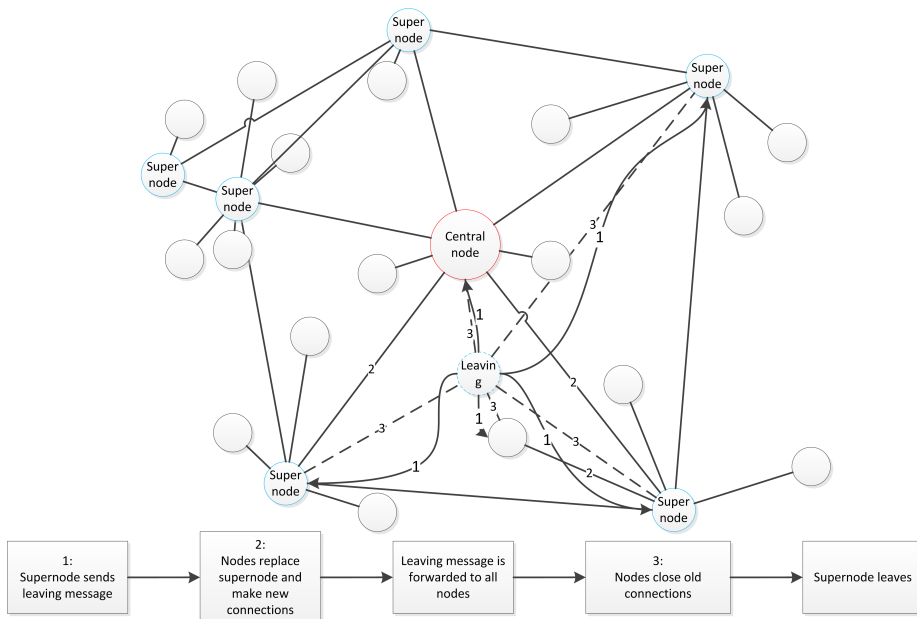 Super
node
Super
node
Super
node
Super
node
Central
node
3
1
1
3
2
2
Leavin
g
3
1
3
1
3
2
1
Super
node
Super
node
1:
Supernode sends
leaving message
2:
Nodes replace
supernode and
make new
connections
Leaving message is
forwarded to all
nodes
3:
Nodes close old
connections
Supernode leaves